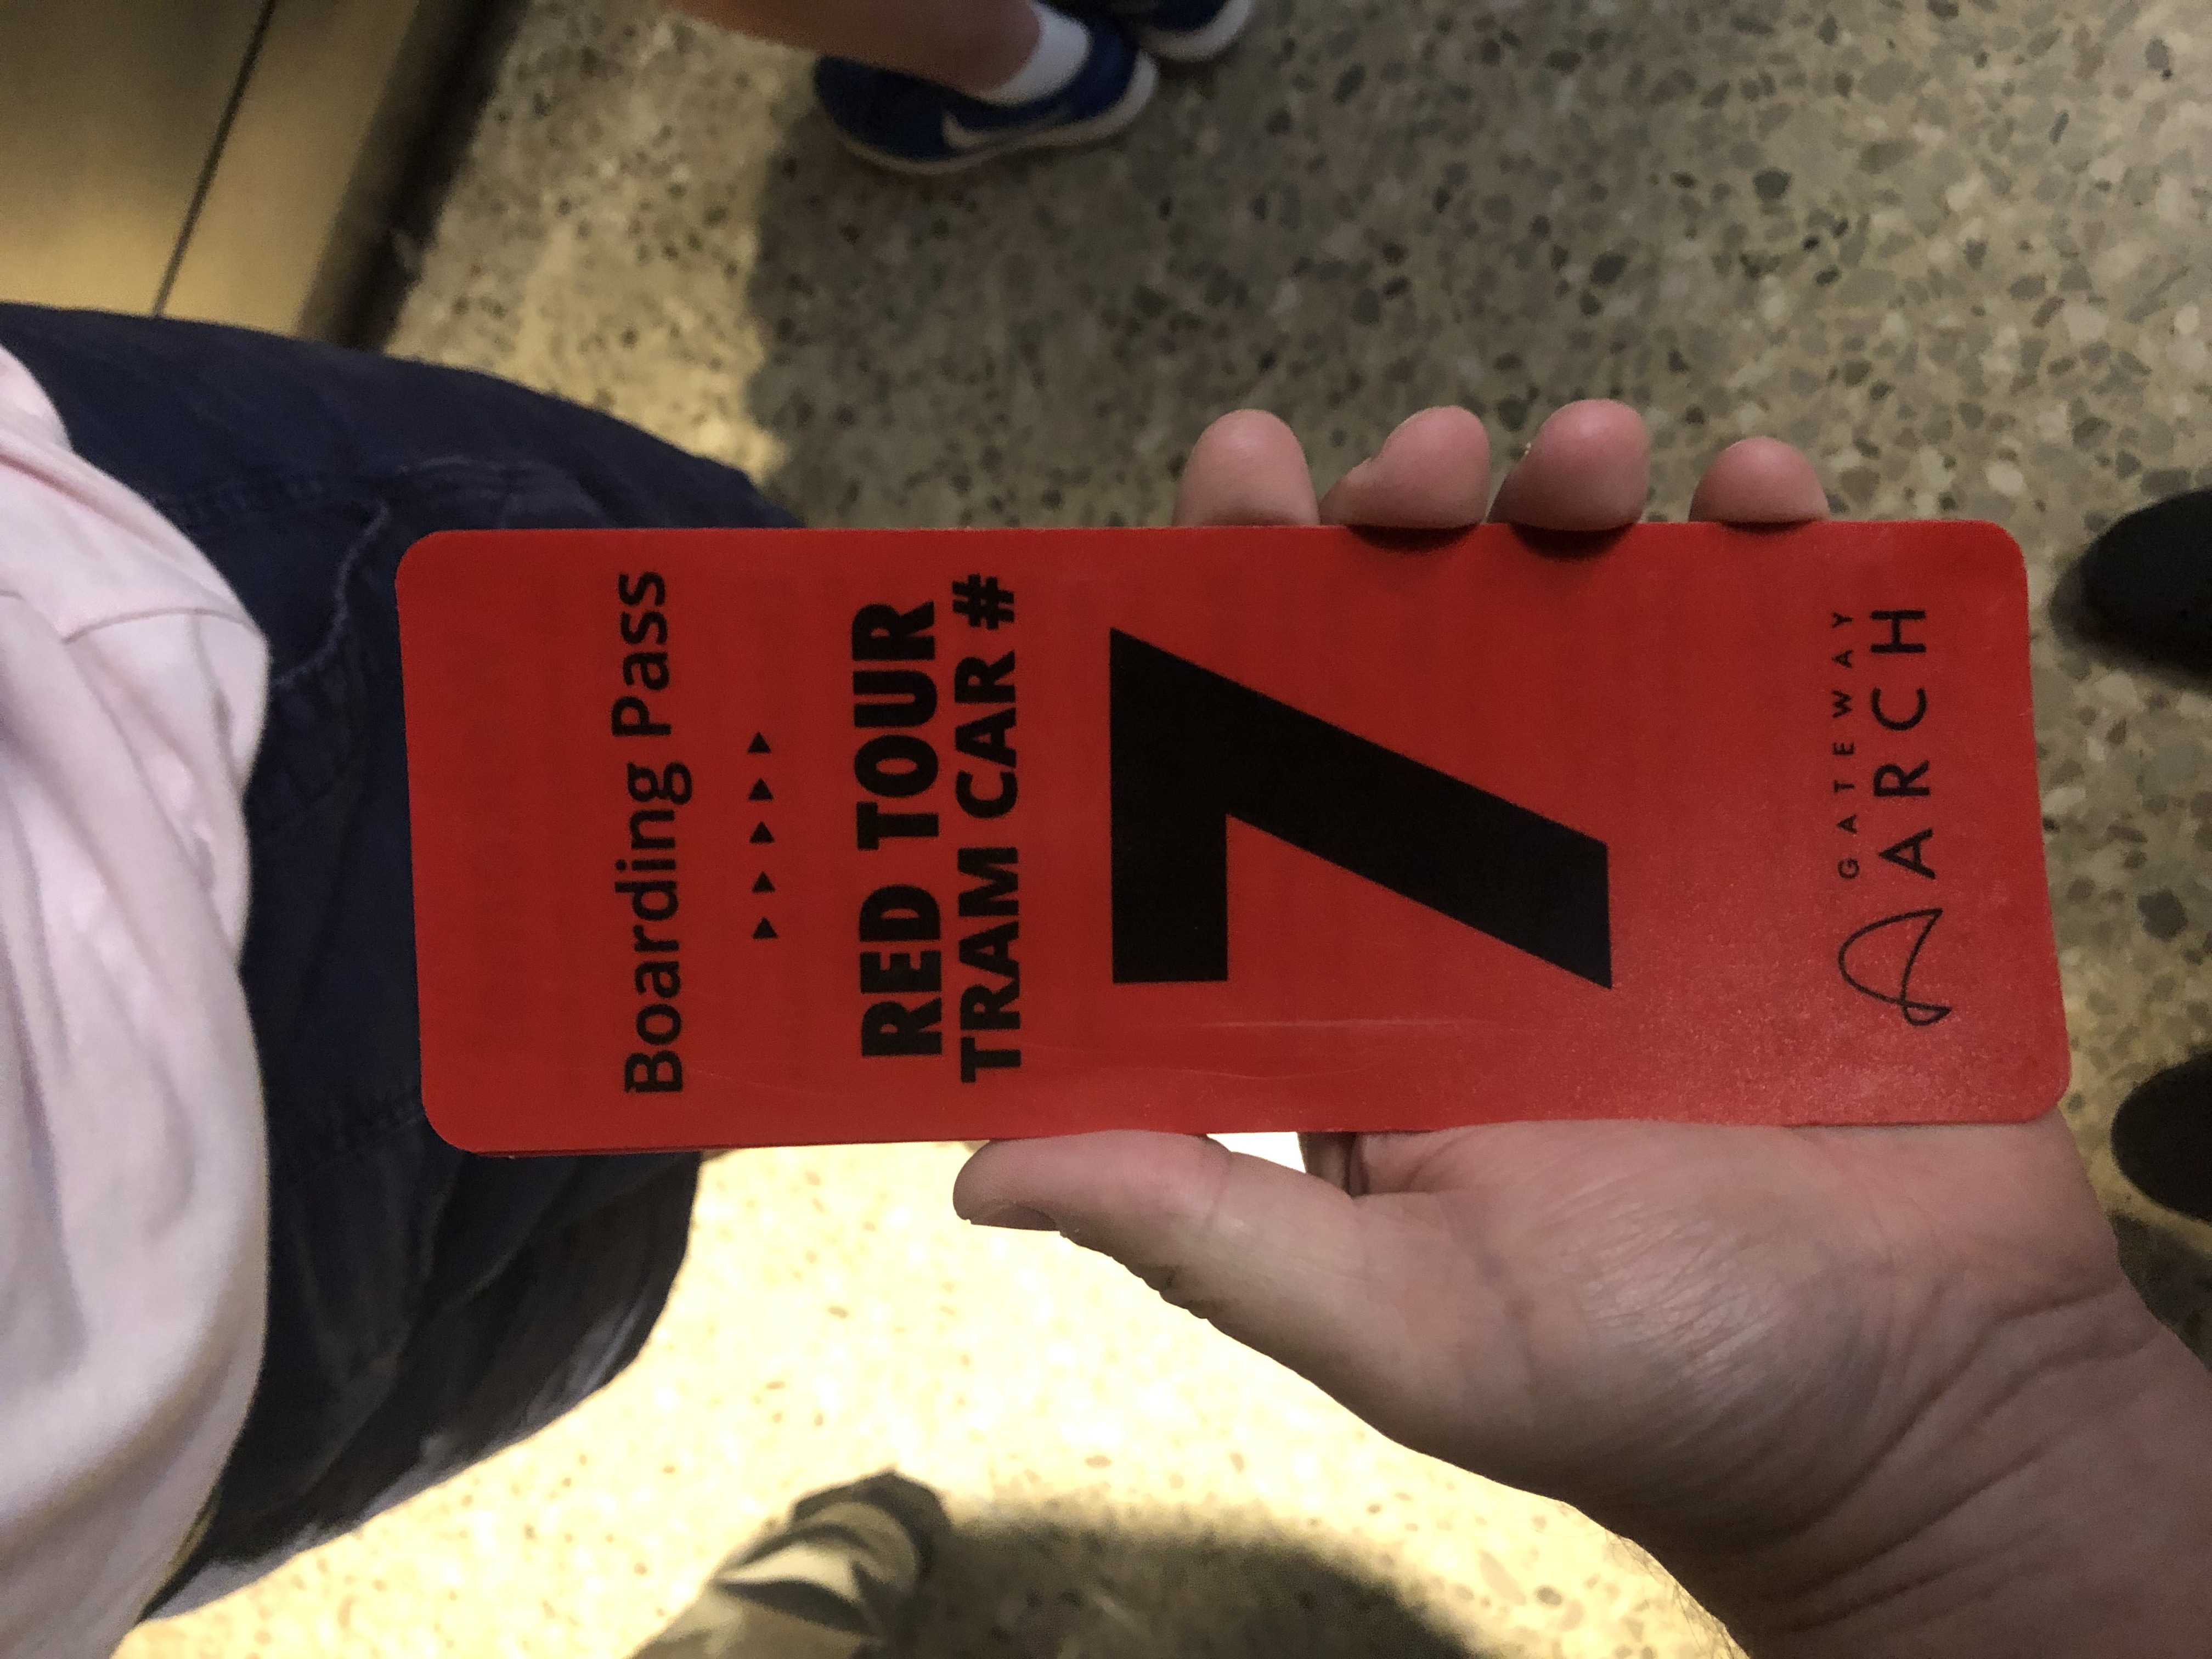 Boarding Pass
RED TOUR
TRAM CAR #
7
GATEWAY
ARCH